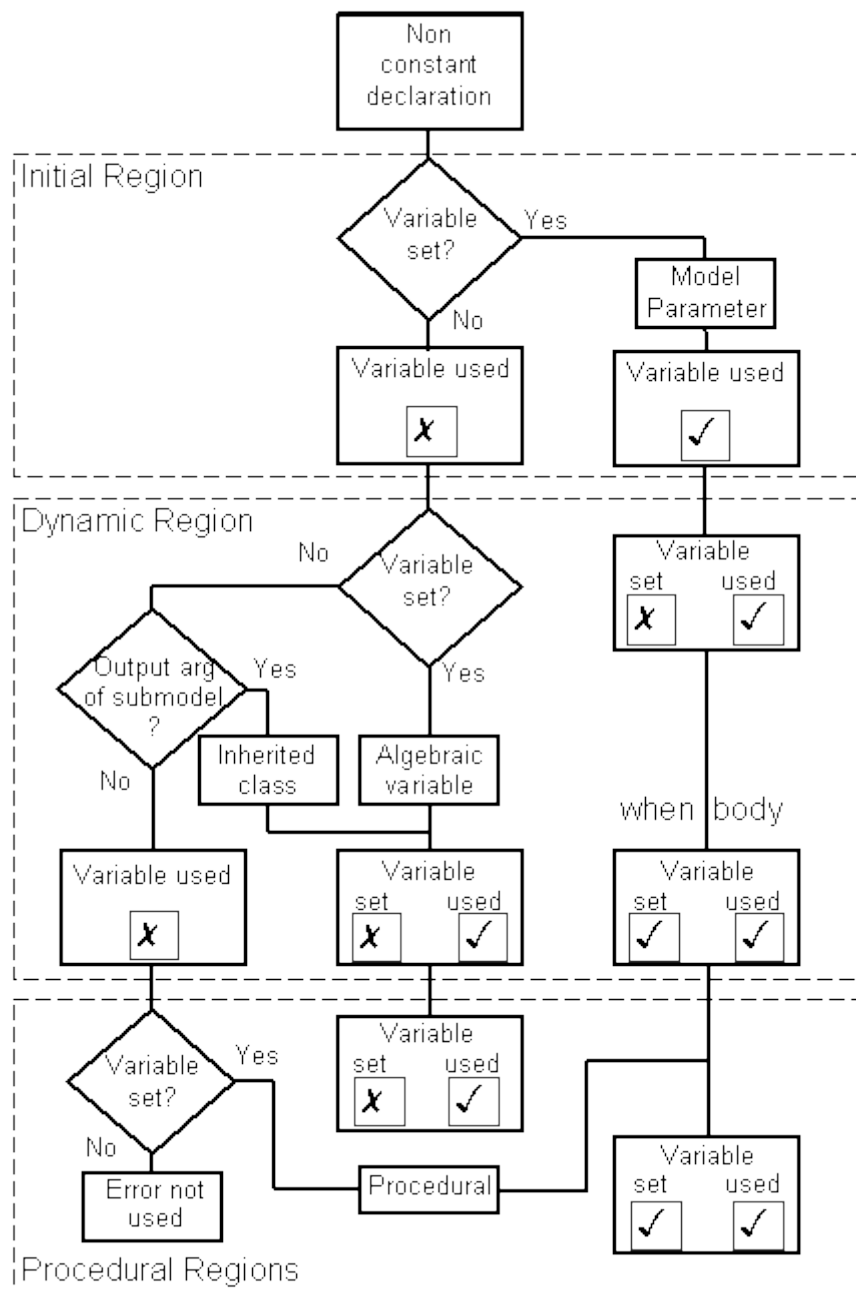 Non
constant
declaration
Initial Region
Variable
set?
Yes
Model
Parameter
No
Variable used
Variable used
Dynamic Region
No
Variable
set?
Variable
set used
Output arg
of submodel
?
Yes
Yes
Inherited
class
Algebraic
variable
No
when body
Variable used
Variable
set used
Variable
set used
Variable
set?
Yes
Variable
set used
No
Error not
used
Procedural
Variable
set used
Procedural Regions